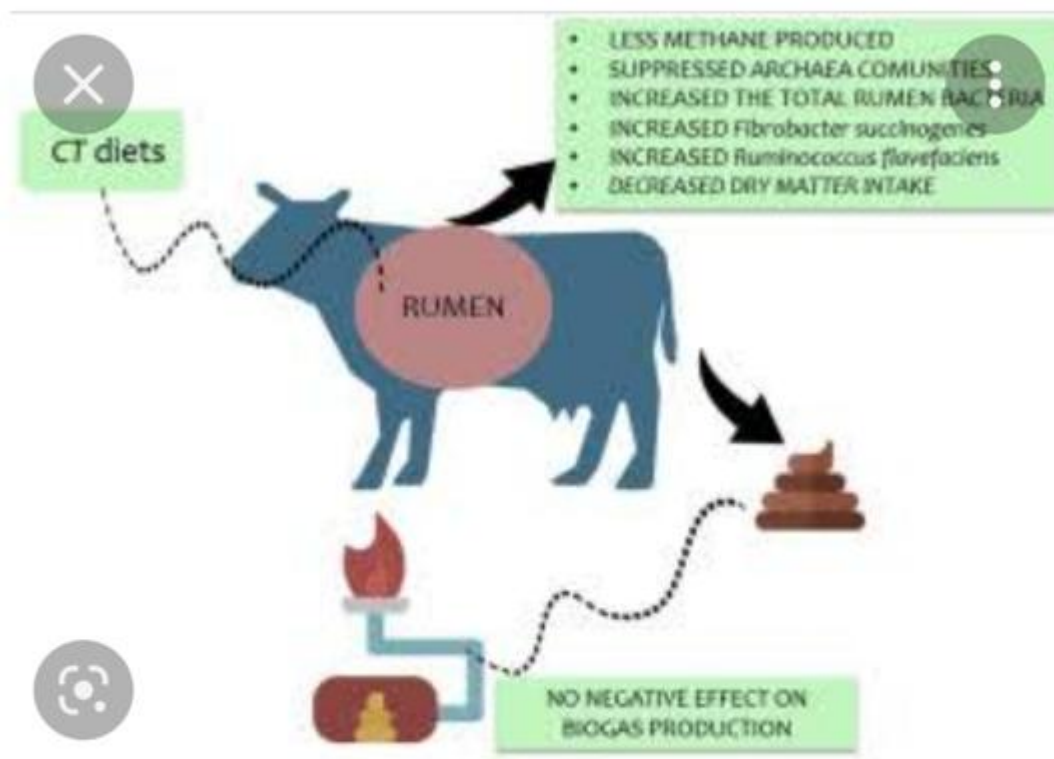 CT diets
• LESS METHANE PRODUCED
• SUPPRESSED ARCHAEA COMUNITIES
• INCREASED THE TOTAL RUMEN BACTERIA
• INCREASED Fibrobacter succinogenes
• INCREASED Ruminococcus flavefaciens
• DECREASED DRY MATTER INTAKE
RUMEN
NO NEGATIVE EFFECT ON
BIOGAS PRODUCTION